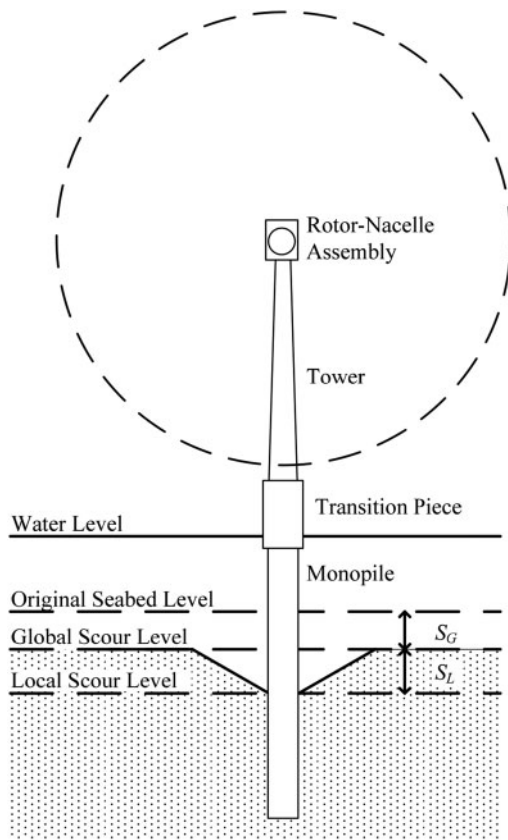 Rotor-Nacelle
Assembly
Tower
Transition Piece
Water Level
Monopile
Original Seabed Level
Global Scour Level
S_G
Local Scour Level
S_L